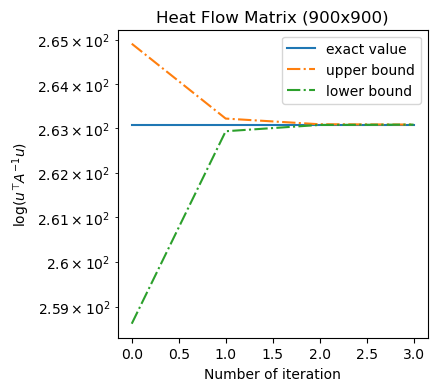 Heat Flow Matrix (900x900)
exact value
upper bound
lower bound
2.65 × 10²
2.64 × 10²
2.63 × 10²
2.62 × 10²
2.61 × 10²
2.6 × 10²
2.59 × 10²
log(u⊤A⁻¹u)
0.0 0.5 1.0 1.5 2.0 2.5 3.0
Number of iteration